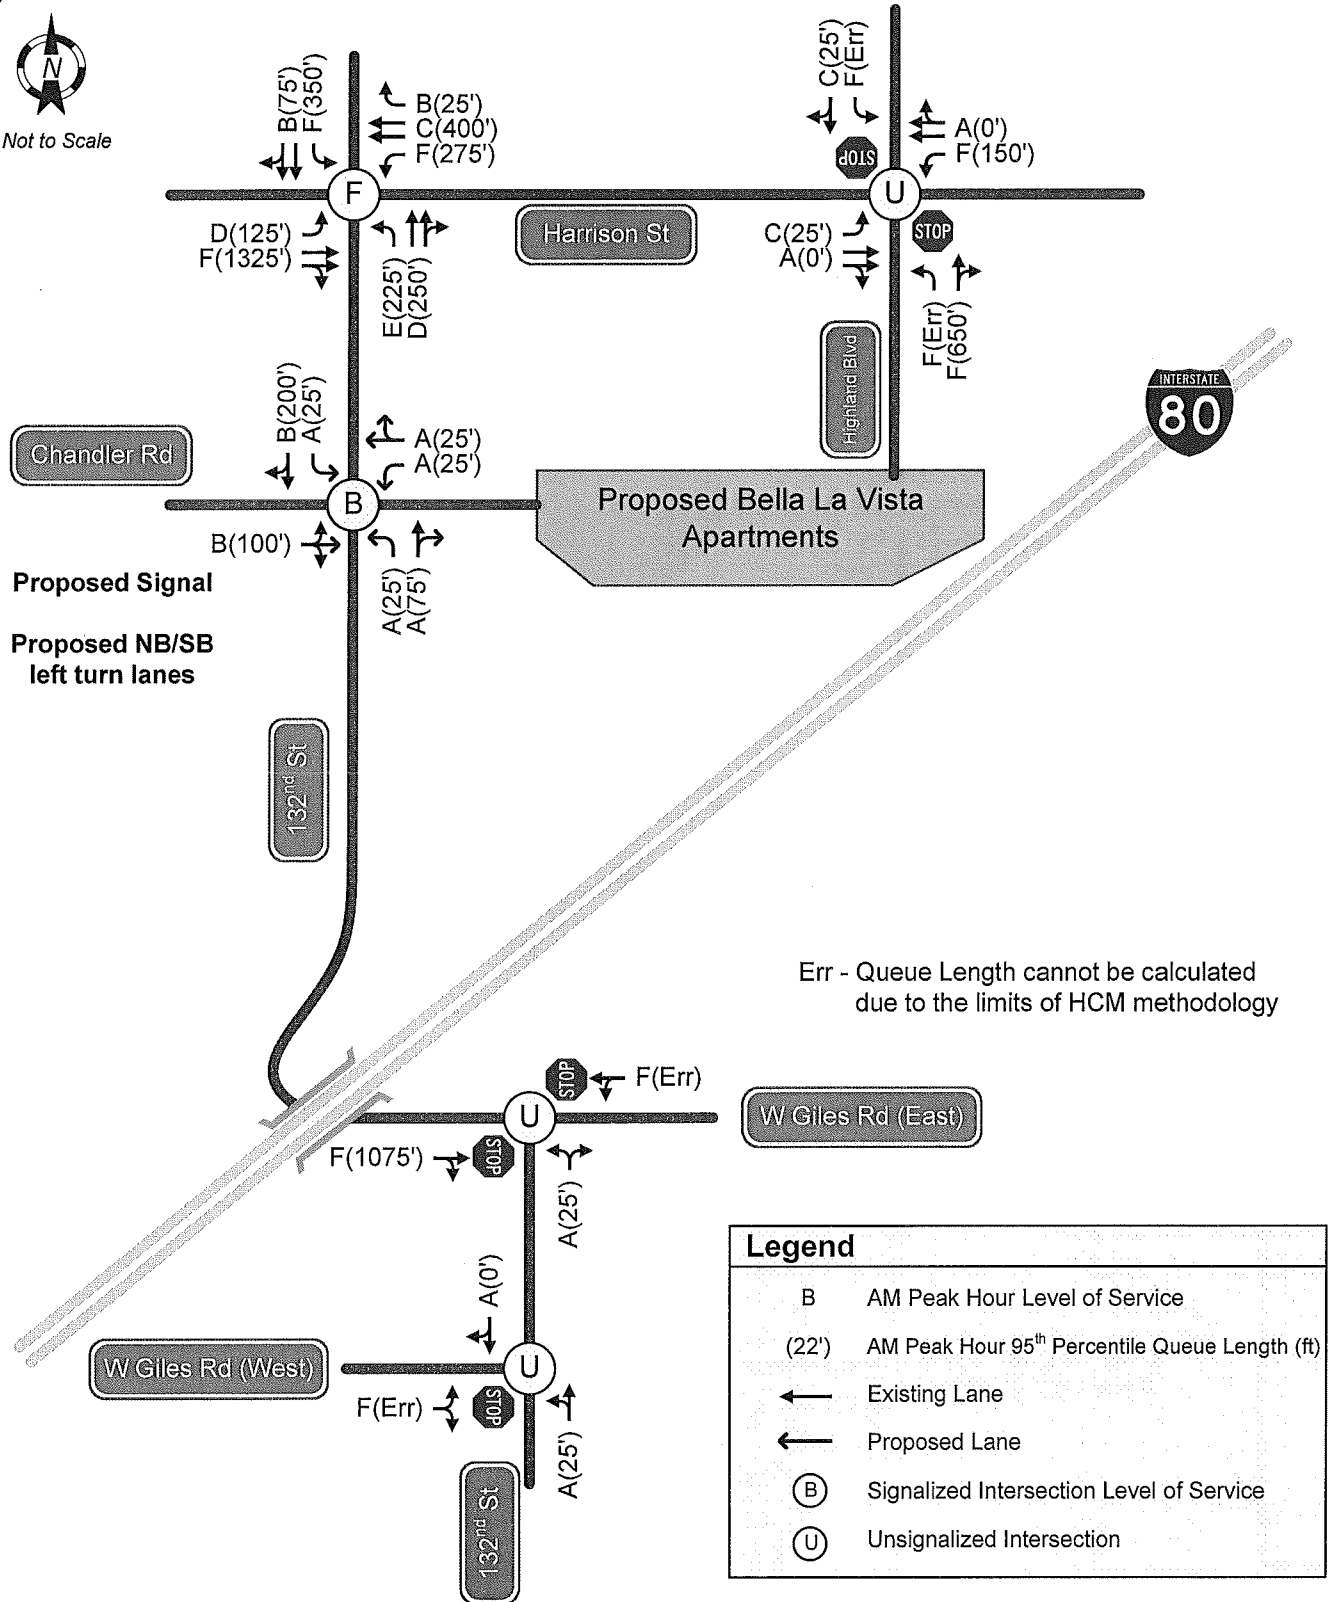 N
Not to Scale
B(75')
F(350')
B(25')
C(400')
F(275')
F
D(125')
F(1325')
E(225')
D(250')
Harrison St
C(25')
F(Err)
STOP
A(0')
F(150')
U
C(25')
A(0')
STOP
F(Err)
F(650')
Highland Blvd
INTERSTATE
80
Chandler Rd
B(200')
A(25')
A(25')
A(25')
B
B(100')
A(25')
A(75')
Proposed Bella La Vista
Apartments
Proposed Signal
Proposed NB/SB
left turn lanes
132nd St
Err - Queue Length cannot be calculated
due to the limits of HCM methodology
STOP
F(Err)
U
W Giles Rd (East)
F(1075')
STOP
A(25')
A(0')
W Giles Rd (West)
U
F(Err)
STOP
A(25')
132nd St
Legend
B AM Peak Hour Level of Service
(22') AM Peak Hour 95th Percentile Queue Length (ft)
Existing Lane
Proposed Lane
B Signalized Intersection Level of Service
U Unsignalized Intersection